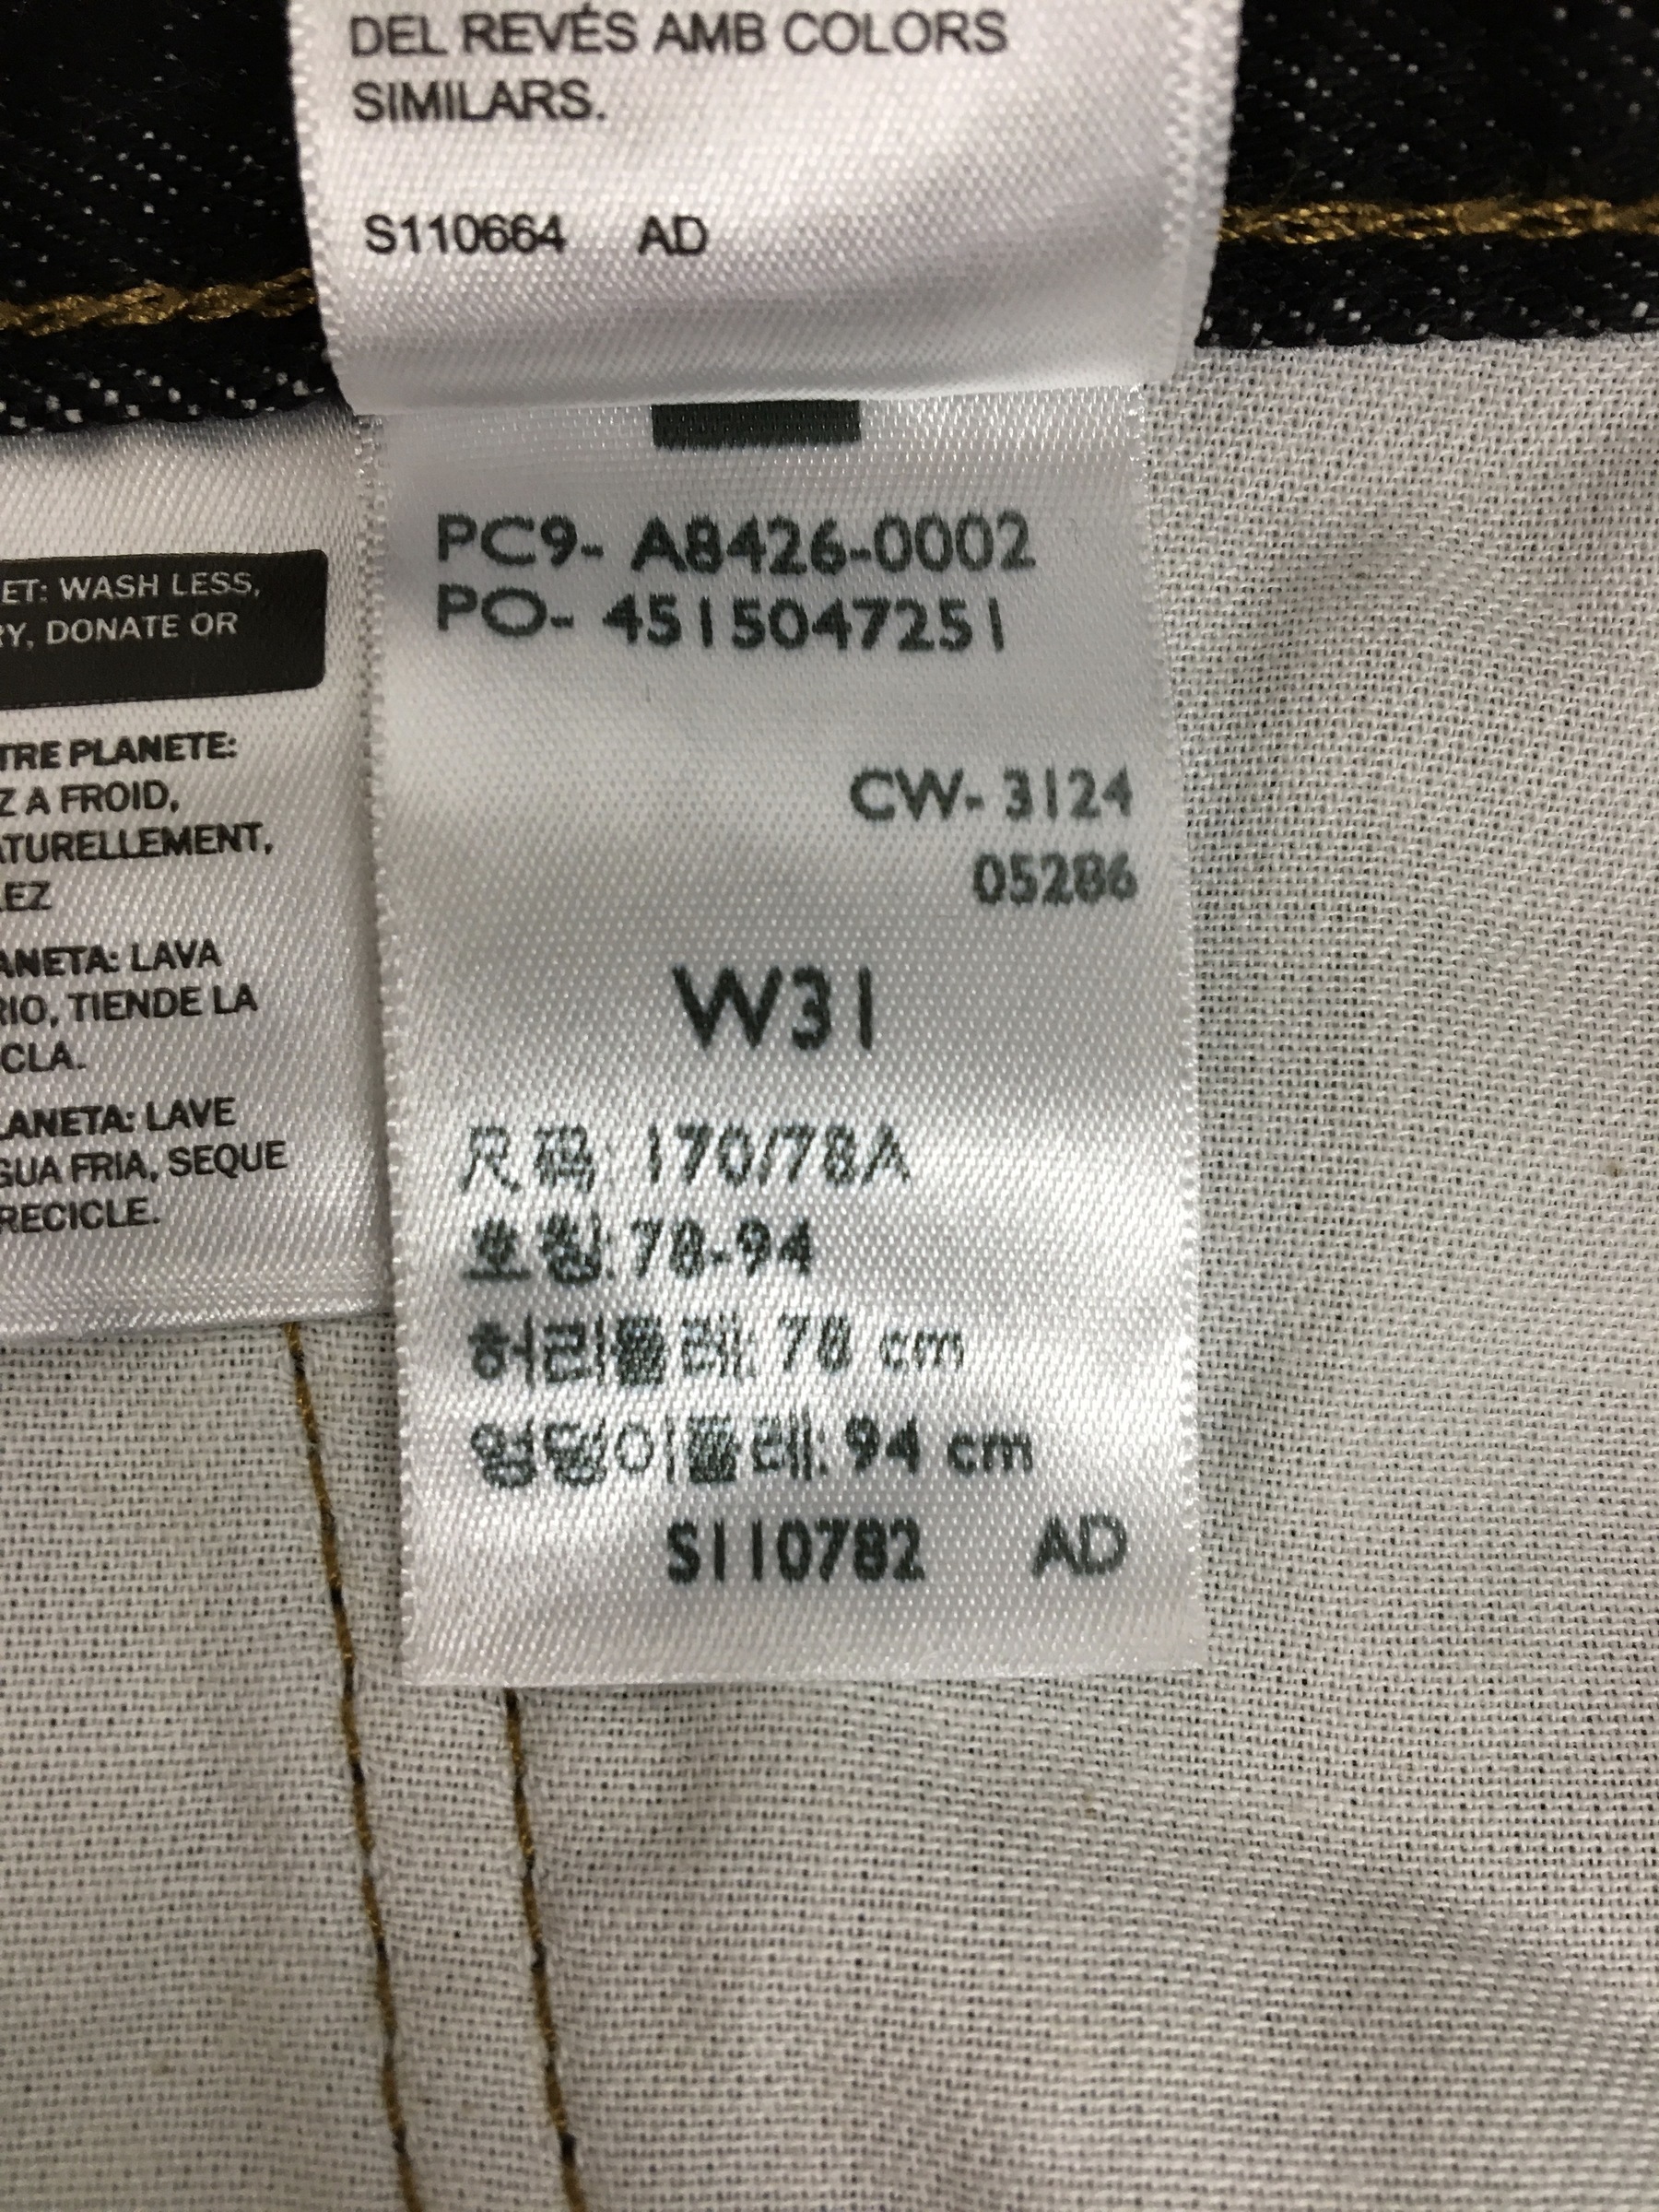 DEL REVÉS AMB COLORS
SIMILARS.
S110664 AD
ET: WASH LESS,
RY, DONATE OR
TRE PLANETE:
Z A FROID,
ATURELLEMENT,
LEZ
ANETA: LAVA
RIO, TIENDE LA
CLA.
LANETA: LAVE
GUA FRIA, SEQUE
RECICLE.
PC9- A8426-0002
PO- 4515047251
CW- 3124
05286
W31
尺码: 170/78A
호칭: 78-94
허리둘레: 78 cm
엉덩이둘레: 94 cm
S110782 AD